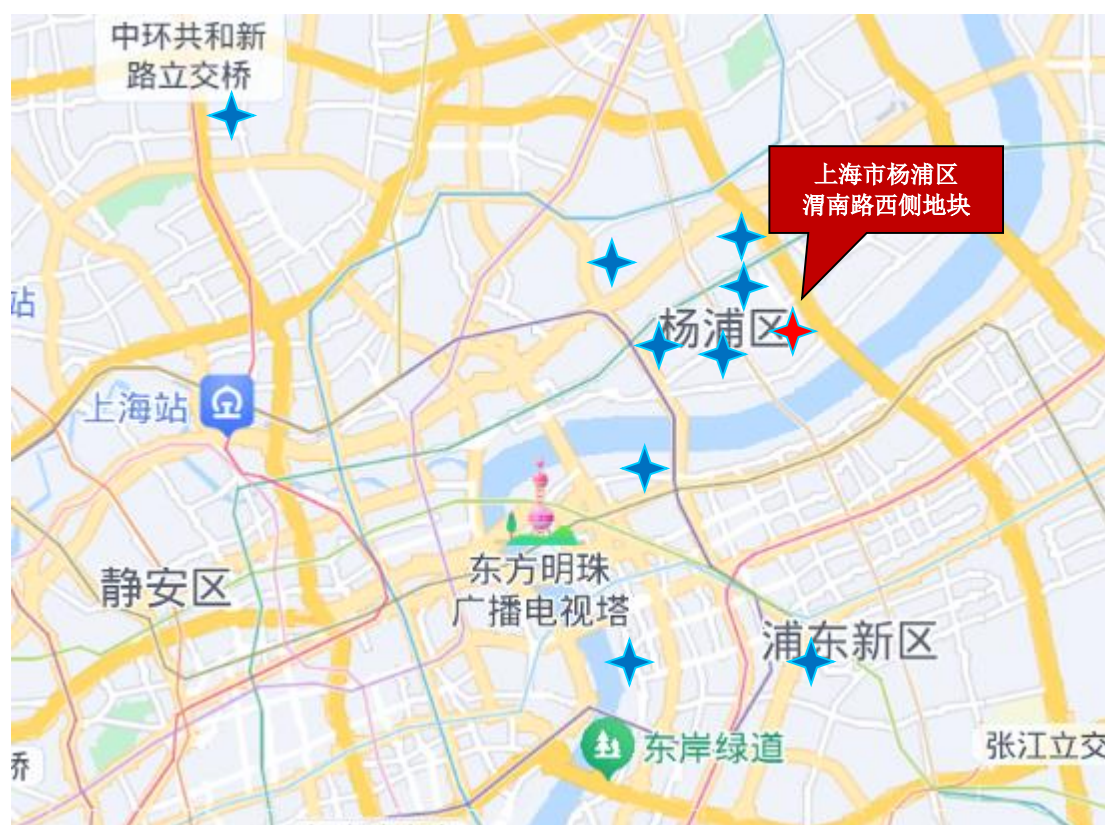 中环共和新
路立交桥
上海市杨浦区
渭南路西侧地块
站
杨浦区
上海站
东方明珠
广播电视塔
静安区
浦东新区
东岸绿道
张江立交
桥